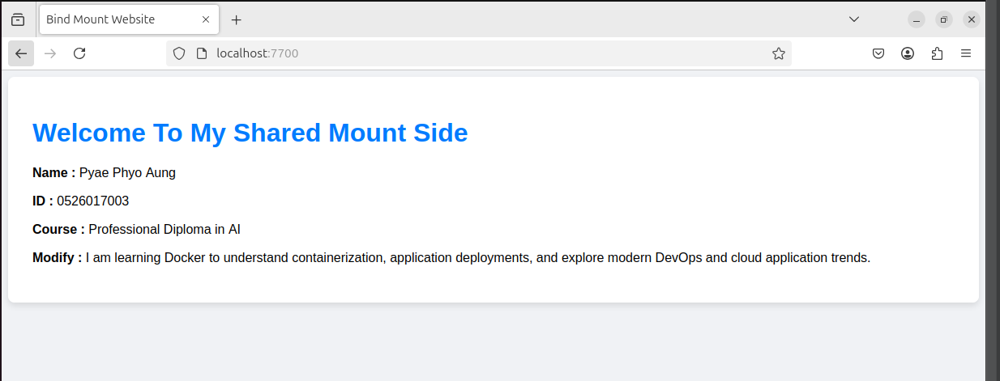 Bind Mount Website
localhost:7700
Welcome To My Shared Mount Side
Name : Pyae Phyo Aung
ID : 0526017003
Course : Professional Diploma in AI
Modify : I am learning Docker to understand containerization, application deployments, and explore modern DevOps and cloud application trends.